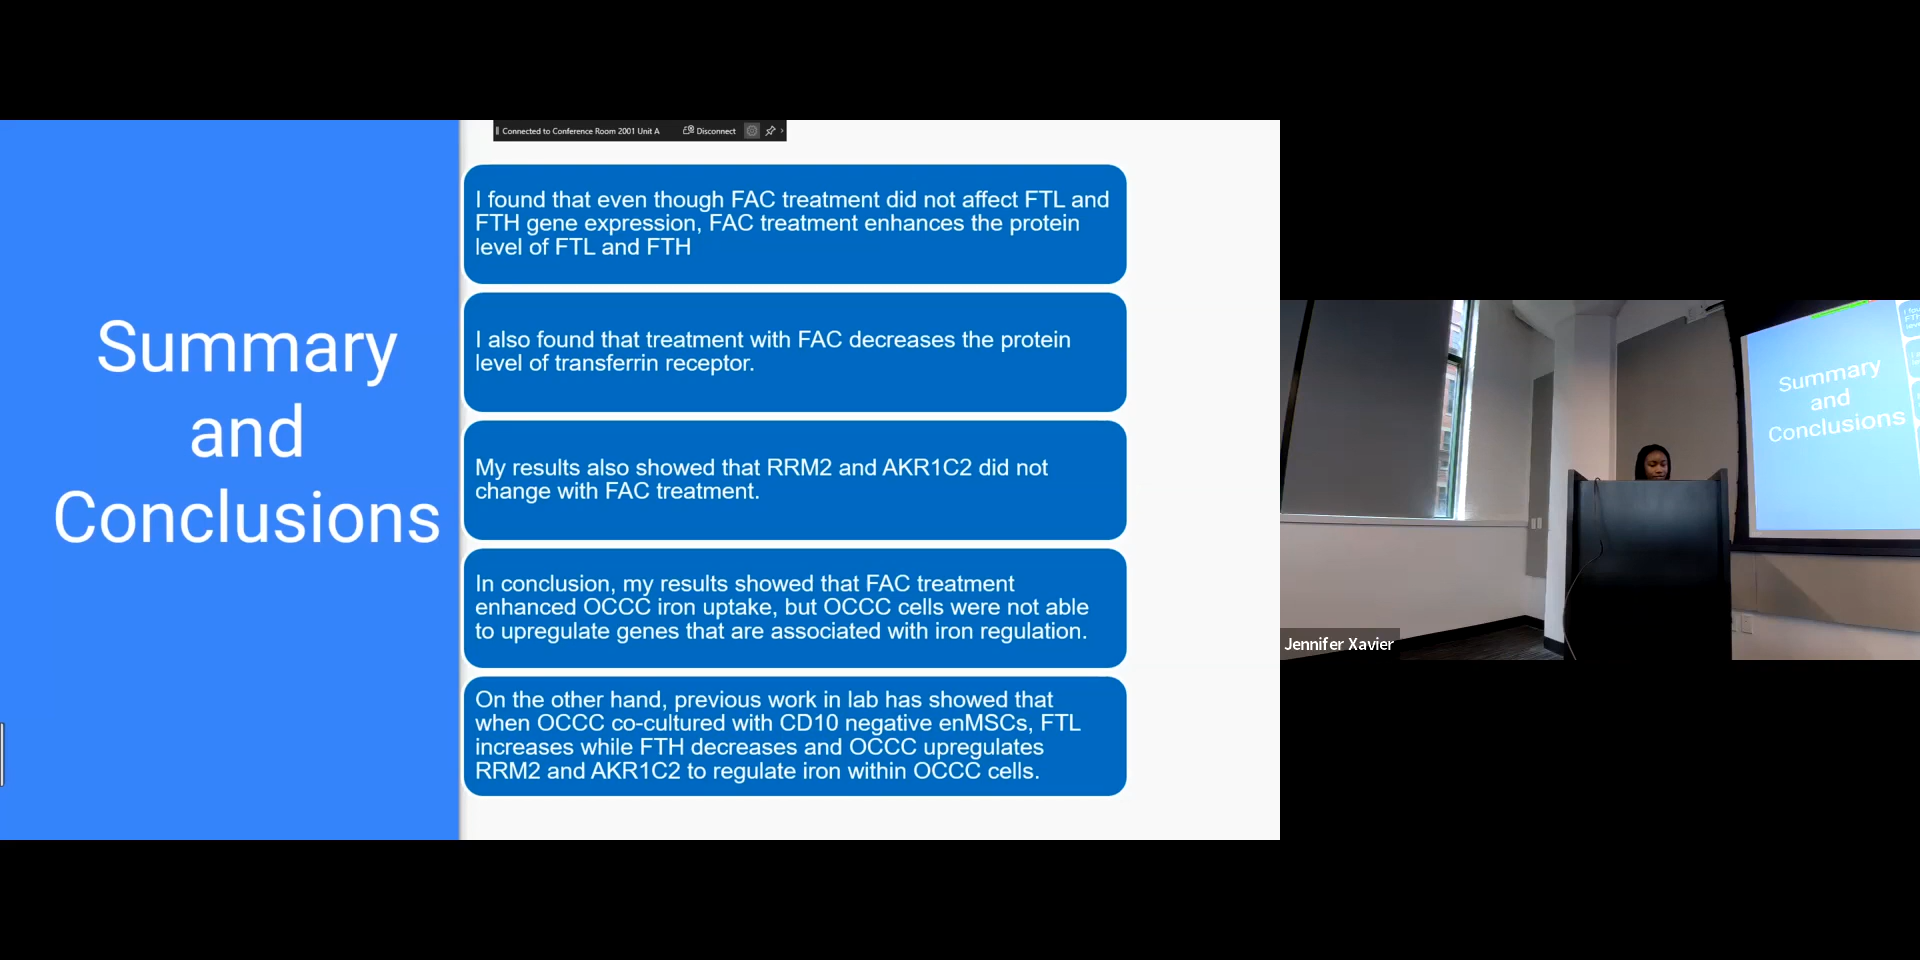 Connected to Conference Room 2001 Unit A
Disconnect
Summary
and
Conclusions
I found that even though FAC treatment did not affect FTL and
FTH gene expression, FAC treatment enhances the protein
level of FTL and FTH
I also found that treatment with FAC decreases the protein
level of transferrin receptor.
My results also showed that RRM2 and AKR1C2 did not
change with FAC treatment.
In conclusion, my results showed that FAC treatment
enhanced OCCC iron uptake, but OCCC cells were not able
to upregulate genes that are associated with iron regulation.
On the other hand, previous work in lab has showed that
when OCCC co-cultured with CD10 negative enMSCs, FTL
increases while FTH decreases and OCCC upregulates
RRM2 and AKR1C2 to regulate iron within OCCC cells.
Summary
and
Conclusions
Jennifer Xavier